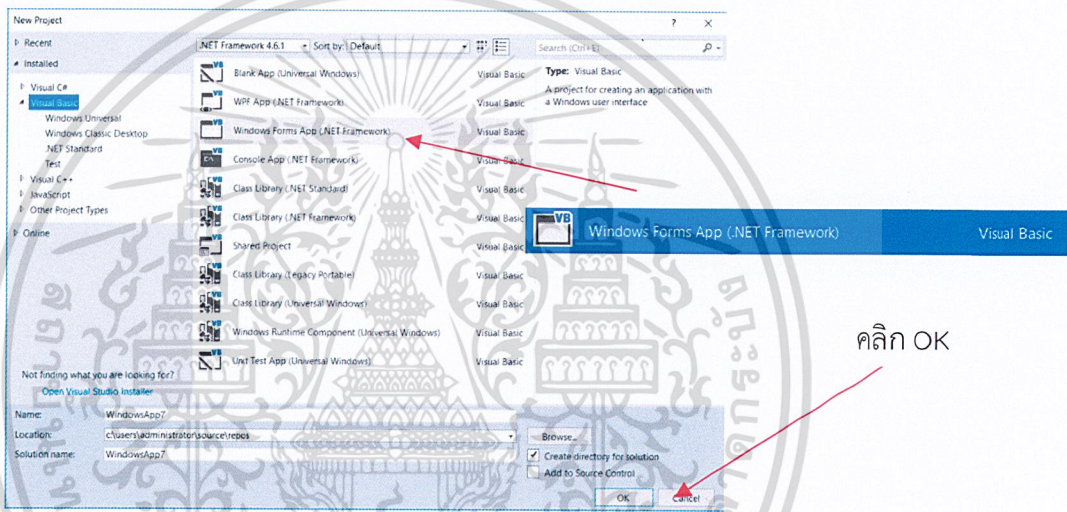 New Project ? ×
Recent
Installed
Visual C#
Visual Basic
Windows Universal
Windows Classic Desktop
.NET Standard
Test
Visual C++
JavaScript
Other Project Types
Online
Not finding what you are looking for?
Open Visual Studio Installer
.NET Framework 4.6.1 Sort by: Default
Search (Ctrl+E)
Blank App (Universal Windows) Visual Basic
WPF App (.NET Framework) Visual Basic
Windows Forms App (.NET Framework) Visual Basic
Console App (.NET Framework) Visual Basic
Class Library (.NET Standard) Visual Basic
Class Library (.NET Framework) Visual Basic
Shared Project Visual Basic
Class Library (Legacy Portable) Visual Basic
Class Library (Universal Windows) Visual Basic
Windows Runtime Component (Universal Windows) Visual Basic
Unit Test App (Universal Windows) Visual Basic
Type: Visual Basic
A project for creating an application with
a Windows user interface
VB Windows Forms App (.NET Framework) Visual Basic
คลิก OK
Name: WindowsApp7
Location: c:\users\administrator\source\repos
Solution name: WindowsApp7
Browse...
Create directory for solution
Add to Source Control
OK Cancel